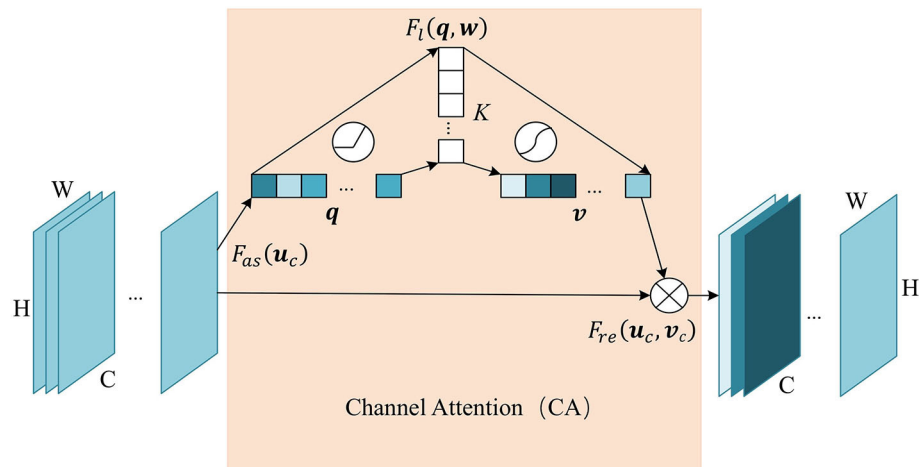 F_l(q, w)
K
...
...
...
q
v
W
W
F_as(u_c)
H
...
H
...
F_re(u_c, v_c)
C
C
Channel Attention (CA)